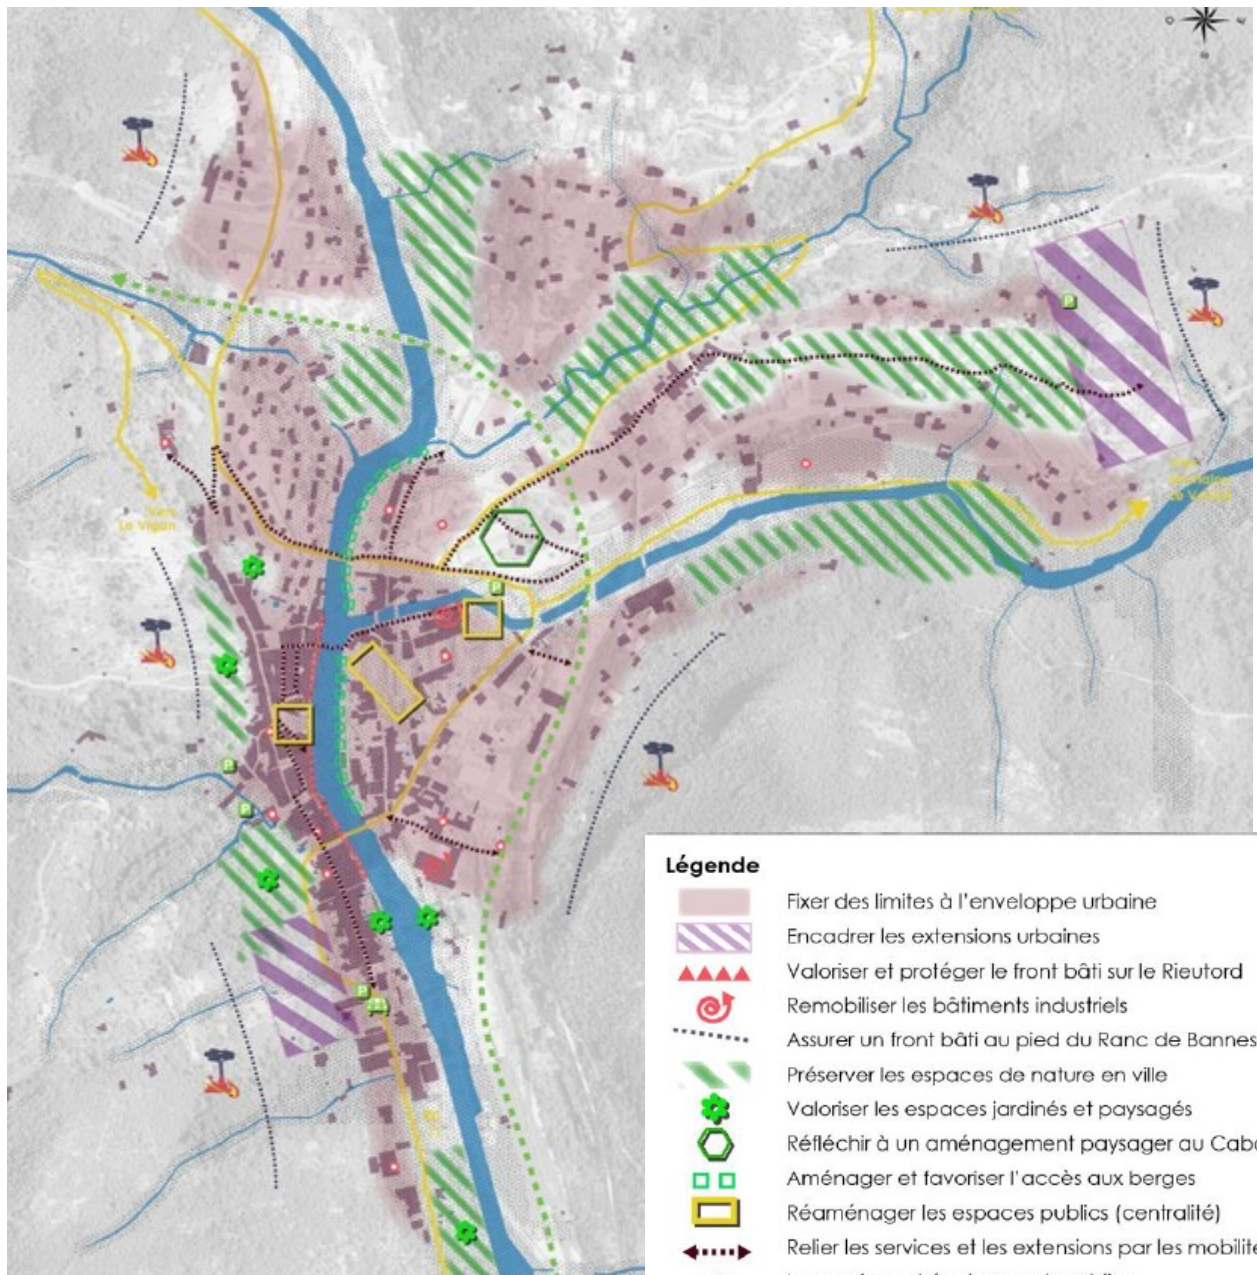 Vers
Le Vigan
P
P
P
P
P
Légende
Fixer des limites à l'enveloppe urbaine
Encadrer les extensions urbaines
Valoriser et protéger le front bâti sur le Rieutord
Remobiliser les bâtiments industriels
Assurer un front bâti au pied du Ranc de Bannes
Préserver les espaces de nature en ville
Valoriser les espaces jardinés et paysagés
Réfléchir à un aménagement paysager au
Aménager et favoriser l'accès aux berges
Réaménager les espaces publics (centralité)
Relier les services et les extensions par les